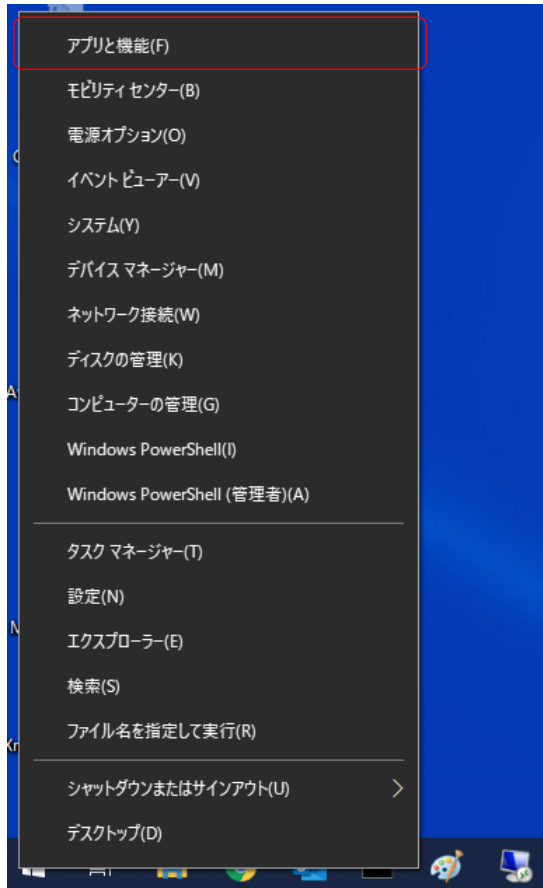 アプリと機能(F)
モビリティ センター(B)
電源オプション(O)
イベント ビューアー(V)
システム(Y)
デバイス マネージャー(M)
ネットワーク接続(W)
ディスクの管理(K)
コンピューターの管理(G)
Windows PowerShell(I)
Windows PowerShell (管理者)(A)
タスク マネージャー(T)
設定(N)
エクスプローラー(E)
検索(S)
ファイル名を指定して実行(R)
シャットダウンまたはサインアウト(U)
デスクトップ(D)